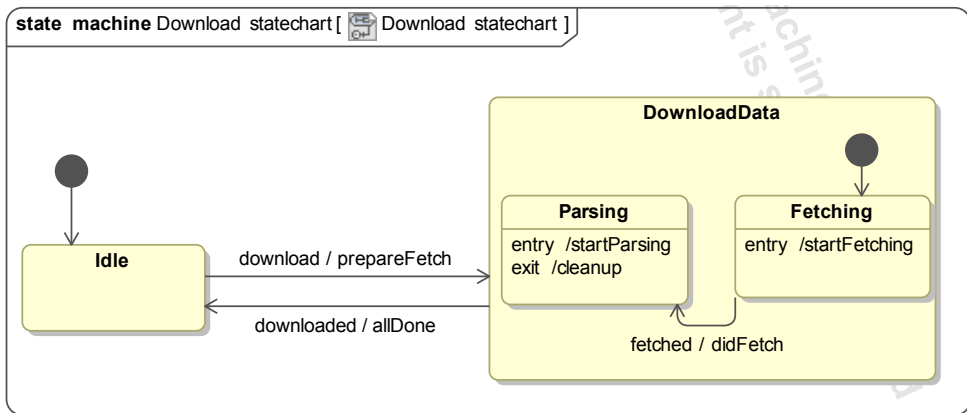 state machine Download statechart [ Download statechart ]
DownloadData
Idle
download / prepareFetch
downloaded / allDone
Parsing
entry /startParsing
exit /cleanup
Fetching
entry /startFetching
fetched / didFetch